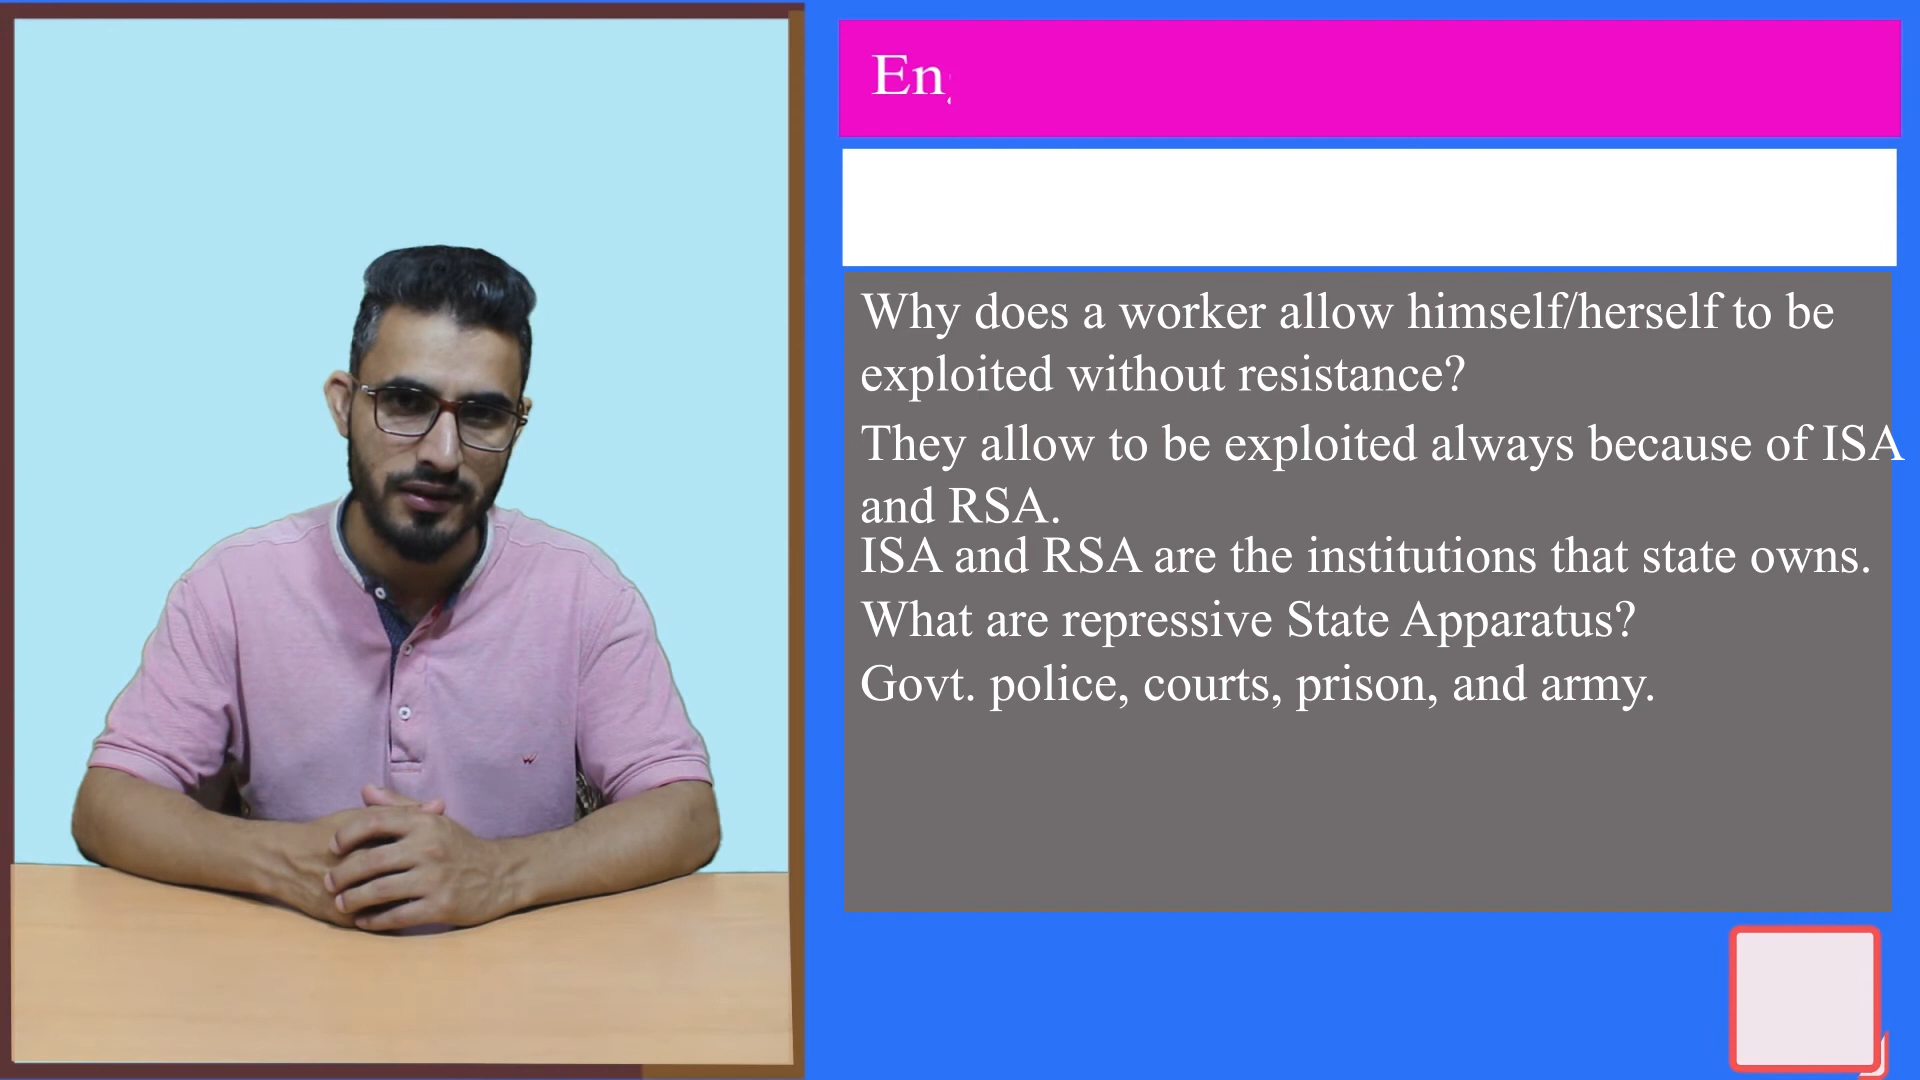 En
Why does a worker allow himself/herself to be
exploited without resistance?
They allow to be exploited always because of ISA
and RSA.
ISA and RSA are the institutions that state owns.
What are repressive State Apparatus?
Govt. police, courts, prison, and army.